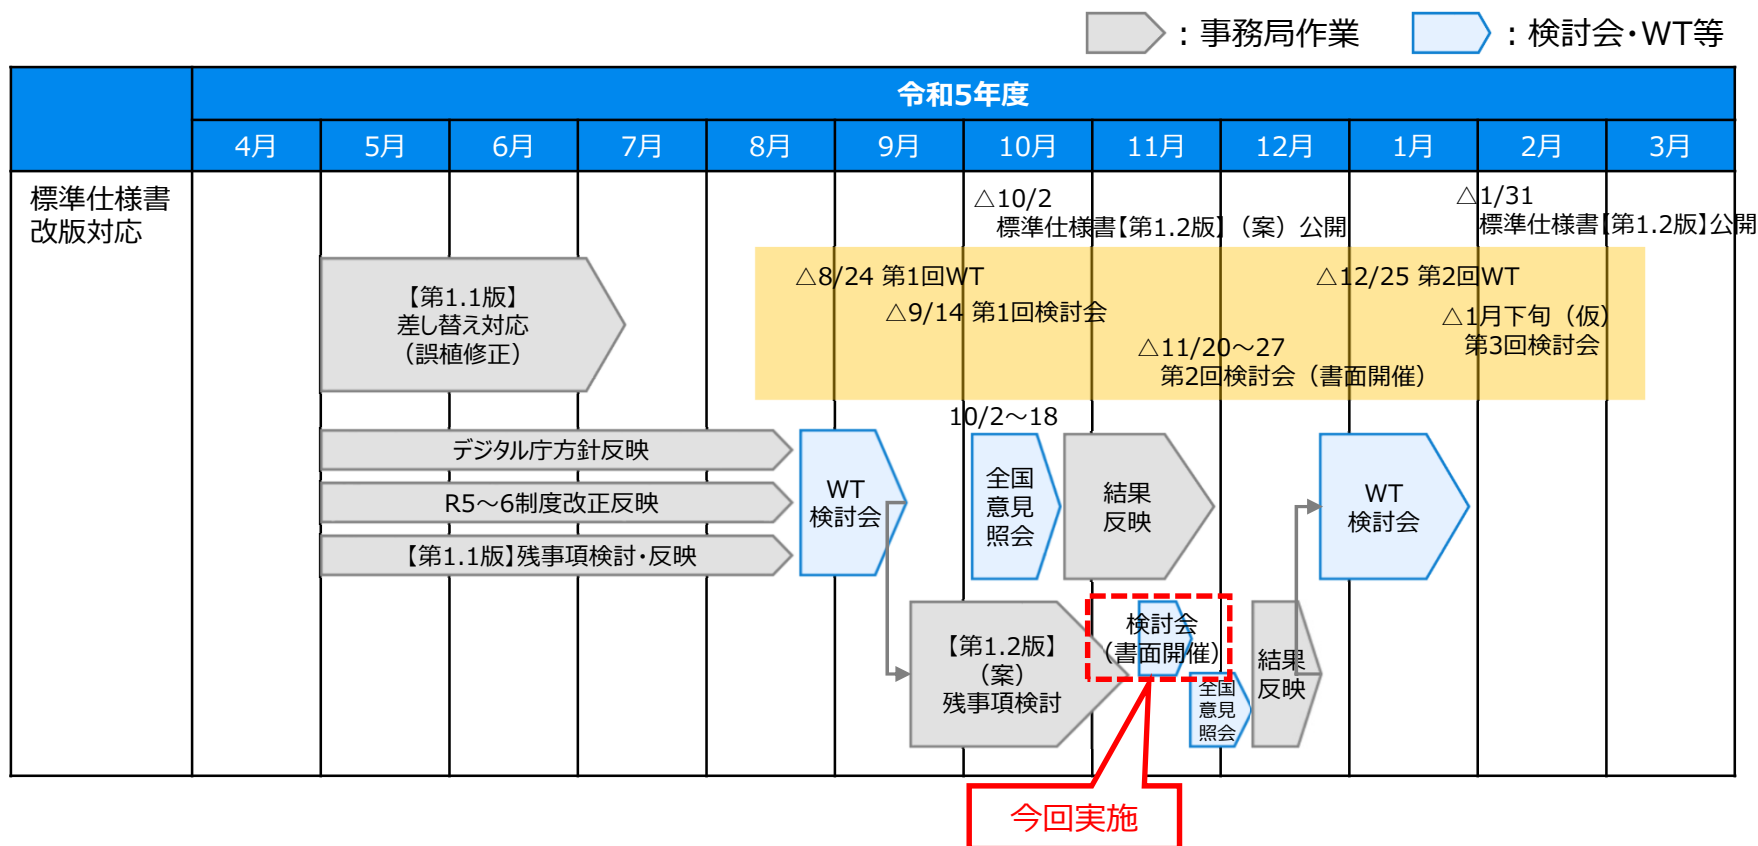 ：事務局作業
：検討会・WT等
令和5年度
4月 5月 6月 7月 8月 9月 10月 11月 12月 1月 2月 3月
標準仕様書
改版対応
△10/2
標準仕様書【第1.2版】（案）公開
△1/31
標準仕様書【第1.2版】公開
△8/24 第1回WT
△9/14 第1回検討会
△11/20～27
第2回検討会（書面開催）
△12/25 第2回WT
△1月下旬（仮）
第3回検討会
【第1.1版】
差し替え対応
（誤植修正）
デジタル庁方針反映
R5～6制度改正反映
【第1.1版】残事項検討・反映
WT
検討会
10/2～18
全国
意見
照会
結果
反映
WT
検討会
【第1.2版】
（案）
残事項検討
検討会
（書面開催）
全国
意見
照会
結果
反映
今回実施